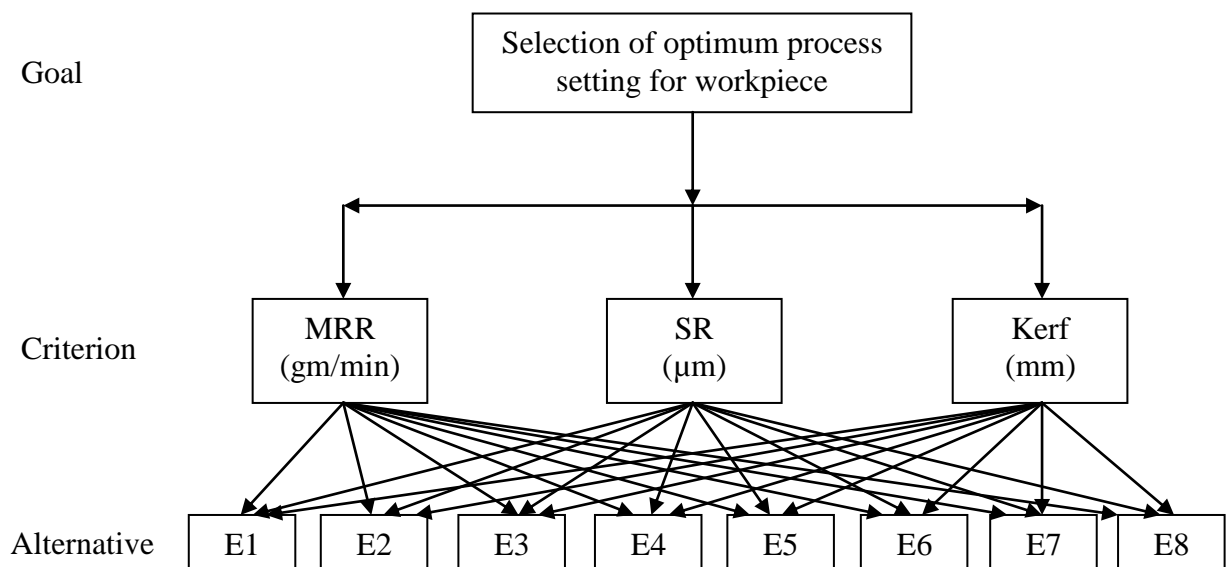 Goal
Selection of optimum process
setting for workpiece
Criterion
MRR
(gm/min)
SR
(µm)
Kerf
(mm)
Alternative
E1
E2
E3
E4
E5
E6
E7
E8